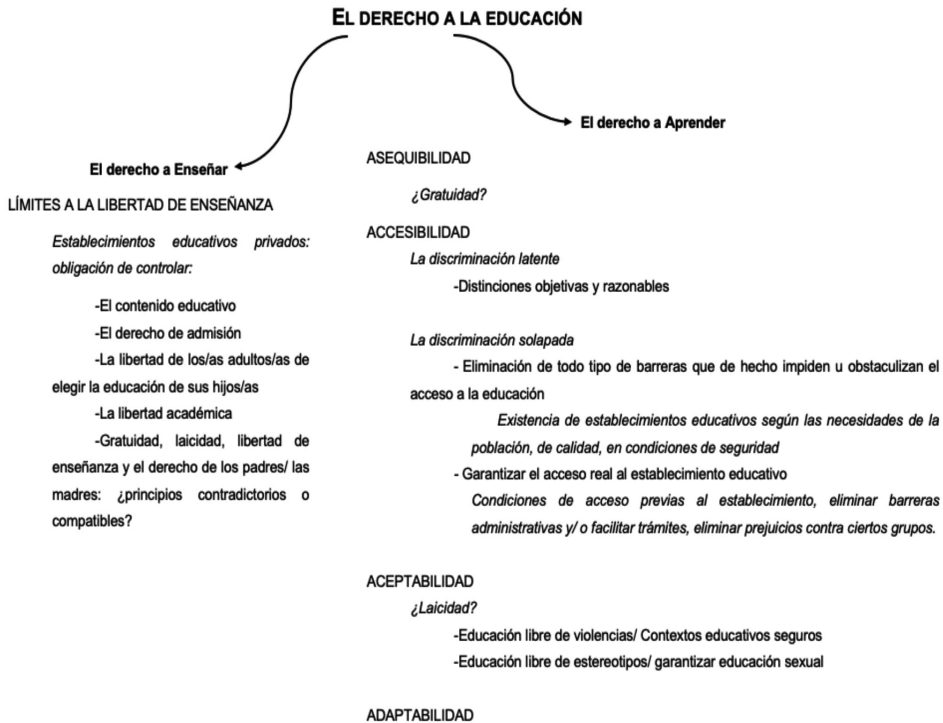 EL DERECHO A LA EDUCACIÓN
El derecho a Enseñar
LÍMITES A LA LIBERTAD DE ENSEÑANZA
Establecimientos educativos privados:
obligación de controlar:
-El contenido educativo
-El derecho de admisión
-La libertad de los/as adultos/as de
elegir la educación de sus hijos/as
-La libertad académica
-Gratuidad, laicidad, libertad de
enseñanza y el derecho de los padres/ las
madres: ¿principios contradictorios o
compatibles?
El derecho a Aprender
ASEQUIBILIDAD
¿Gratuidad?
ACCESIBILIDAD
La discriminación latente
-Distinciones objetivas y razonables
La discriminación solapada
- Eliminación de todo tipo de barreras que de hecho impiden u obstaculizan el
acceso a la educación
Existencia de establecimientos educativos según las necesidades de la
población, de calidad, en condiciones de seguridad
- Garantizar el acceso real al establecimiento educativo
Condiciones de acceso previas al establecimiento, eliminar barreras
administrativas y/ o facilitar trámites, eliminar prejuicios contra ciertos grupos.
ACEPTABILIDAD
¿Laicidad?
-Educación libre de violencias/ Contextos educativos seguros
-Educación libre de estereotipos/ garantizar educación sexual
ADAPTABILIDAD